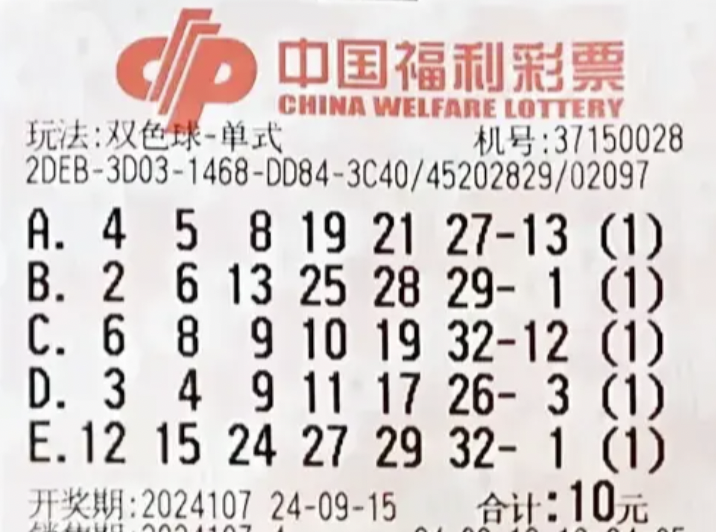 中国福利彩票
CHINA WELFARE LOTTERY
玩法:双色球-单式 机号:37150028
2DEB-3D03-1468-DD84-3C40/45202829/02097
A. 4 5 8 19 21 27-13 (1)
B. 2 6 13 25 28 29- 1 (1)
C. 6 8 9 10 19 32-12 (1)
D. 3 4 9 11 17 26- 3 (1)
E. 12 15 24 27 29 32- 1 (1)
开奖期:2024107 24-09-15 合计:10元